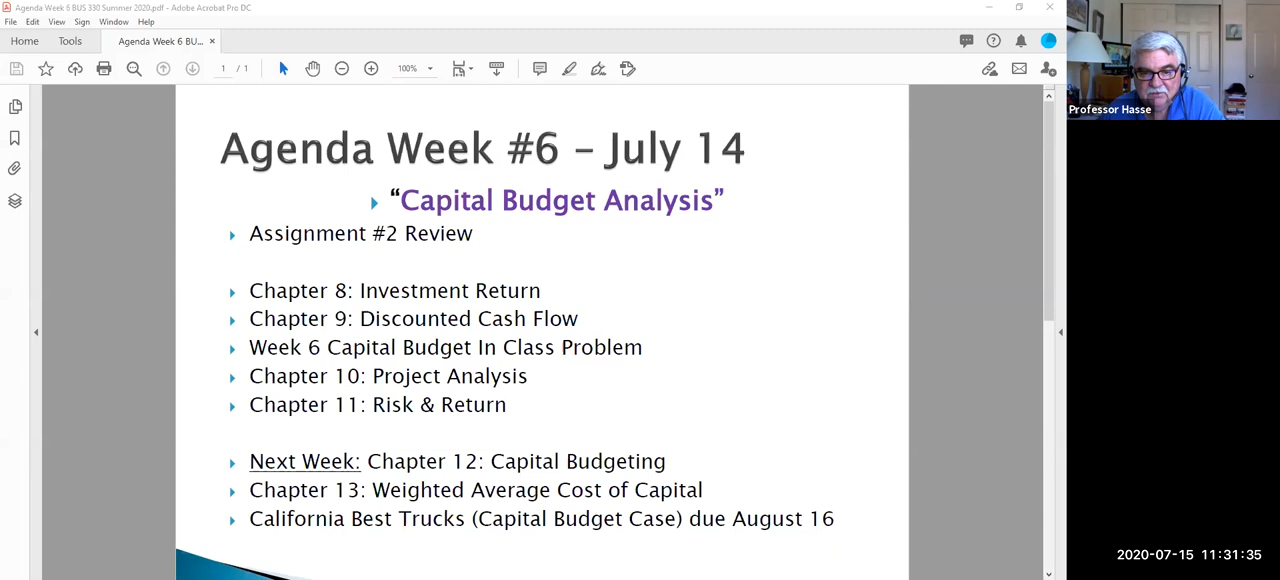 Agenda Week 6 BUS 330 Summer 2020.pdf - Adobe Acrobat Pro DC
File Edit View Sign Window Help
Home Tools Agenda Week 6 BU... ×
1 / 1 100%
Professor Hasse
Agenda Week #6 – July 14
“Capital Budget Analysis”
Assignment #2 Review
Chapter 8: Investment Return
Chapter 9: Discounted Cash Flow
Week 6 Capital Budget In Class Problem
Chapter 10: Project Analysis
Chapter 11: Risk & Return
Next Week: Chapter 12: Capital Budgeting
Chapter 13: Weighted Average Cost of Capital
California Best Trucks (Capital Budget Case) due August 16
2020-07-15 11:31:35